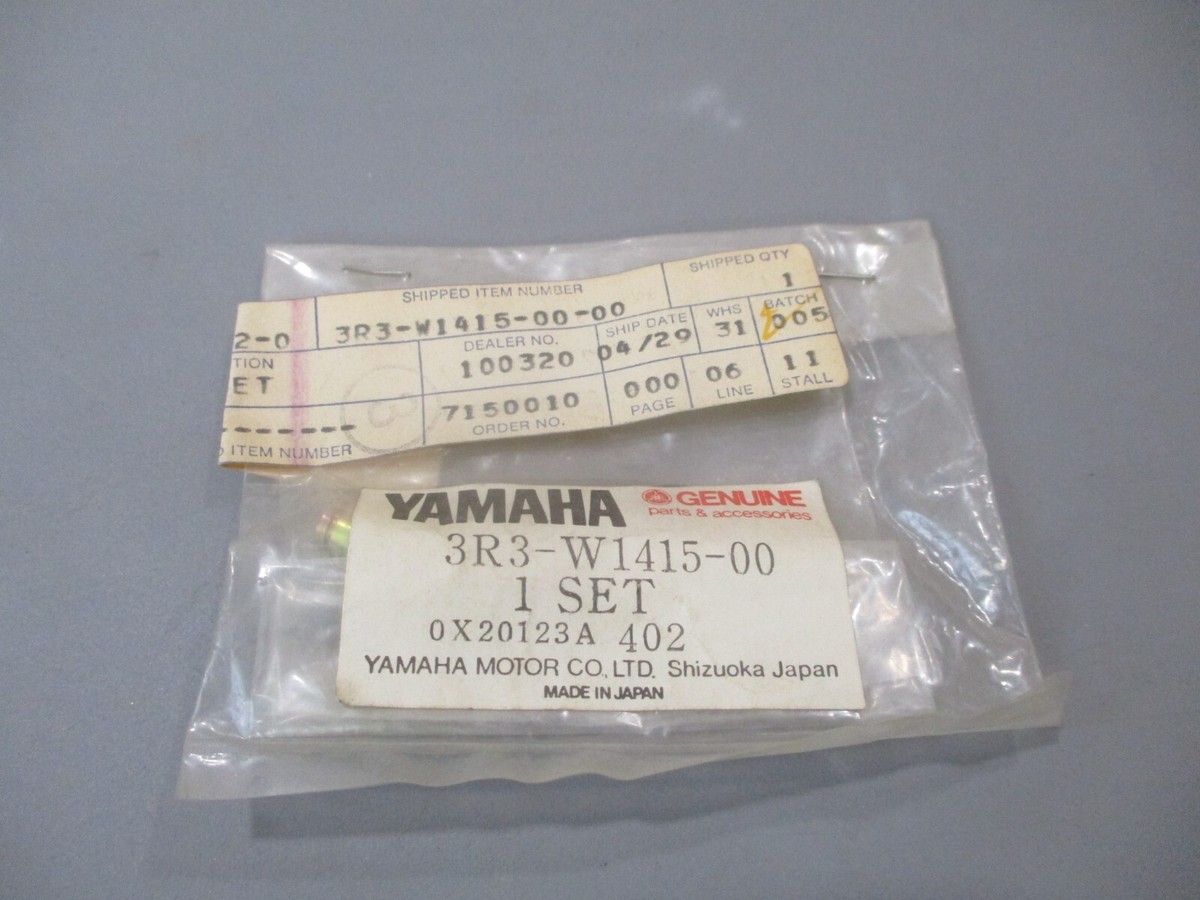 SHIPPED ITEM NUMBER
SHIPPED QTY
2-0
3R3-W1415-00-00
1
TION
ET
DEALER NO.
100320
SHIP DATE
04/29
WHS
31
BATCH
005
7150010
ORDER NO.
000
PAGE
06
LINE
11
STALL
-------
ITEM NUMBER
YAMAHA
GENUINE
parts & accessories
3R3-W1415-00
1 SET
0X20123A 402
YAMAHA MOTOR CO., LTD. Shizuoka Japan
MADE IN JAPAN